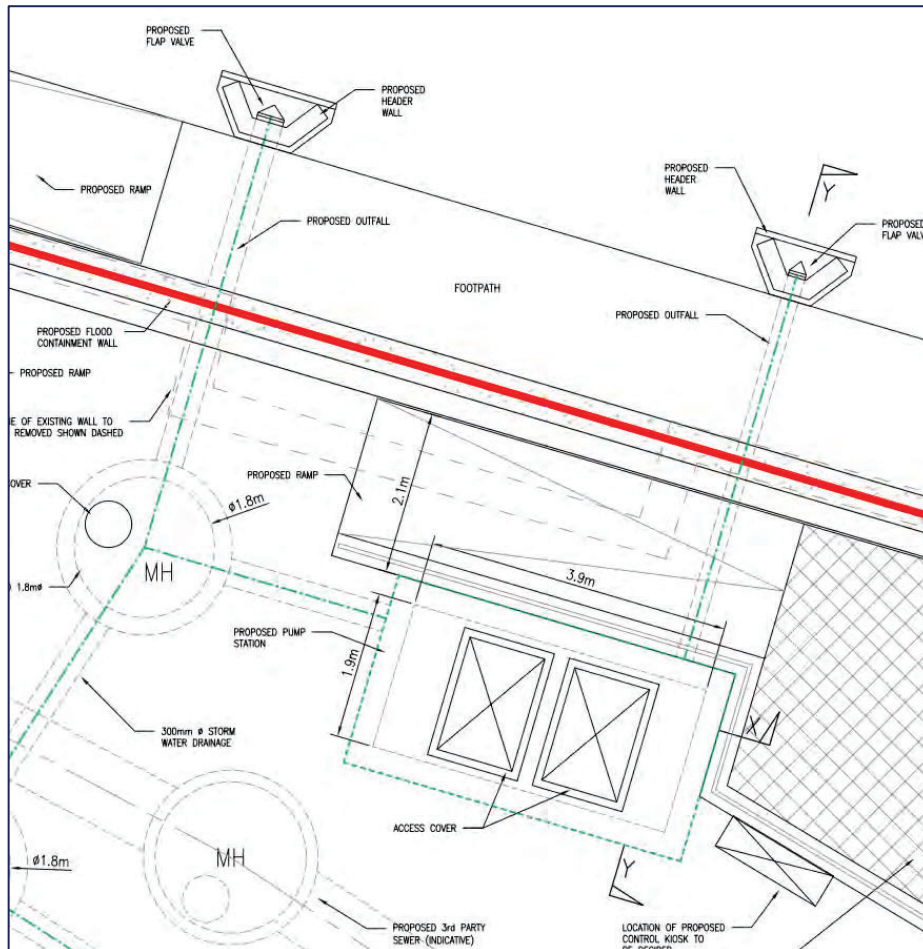 PROPOSED
FLAP VALVE
PROPOSED
HEADER
WALL
PROPOSED
HEADER
WALL
Y
PROPOSED RAMP
PROPOSED OUTFALL
PROPOSED
FLAP VALV
FOOTPATH
PROPOSED OUTFALL
PROPOSED FLOOD
CONTAINMENT WALL
PROPOSED RAMP
E OF EXISTING WALL TO
REMOVED SHOWN DASHED
PROPOSED RAMP
2.1m
OVER
ø1.8m
MH
3.9m
1.8mø
PROPOSED PUMP
STATION
1.9m
X
300mm ø STORM
WATER DRAINAGE
ACCESS COVER
MH
ø1.8m
Y
PROPOSED 3rd PARTY
SEWER (INDICATIVE)
LOCATION OF PROPOSED
CONTROL KIOSK TO
BE DECIDED